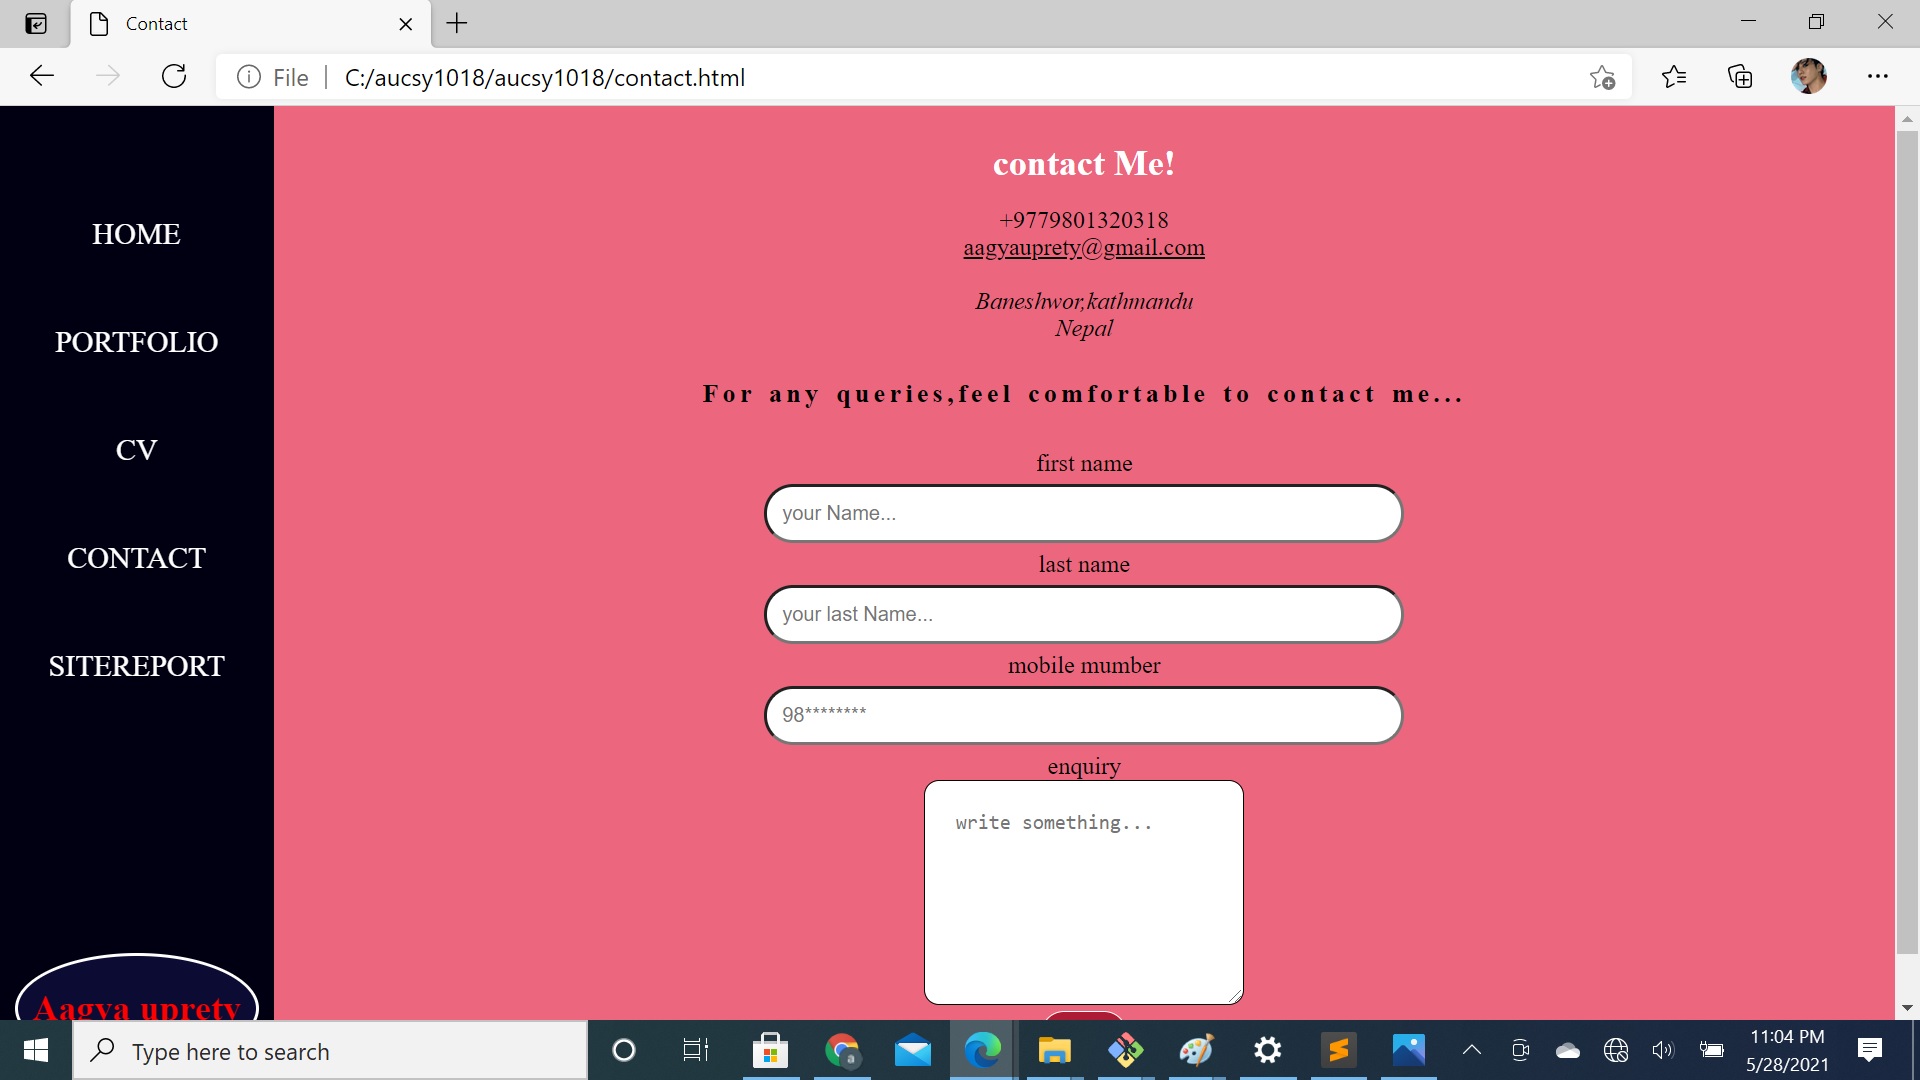 Contact
File
C:/aucsy1018/aucsy1018/contact.html
HOME
PORTFOLIO
CV
CONTACT
SITEREPORT
Aagya uprety
contact Me!
+9779801320318
aagyauprety@gmail.com
Baneshwor,kathmandu
Nepal
For any queries,feel comfortable to contact me...
first name
your Name...
last name
your last Name...
mobile mumber
98********
enquiry
write something...
Type here to search
11:04 PM
5/28/2021